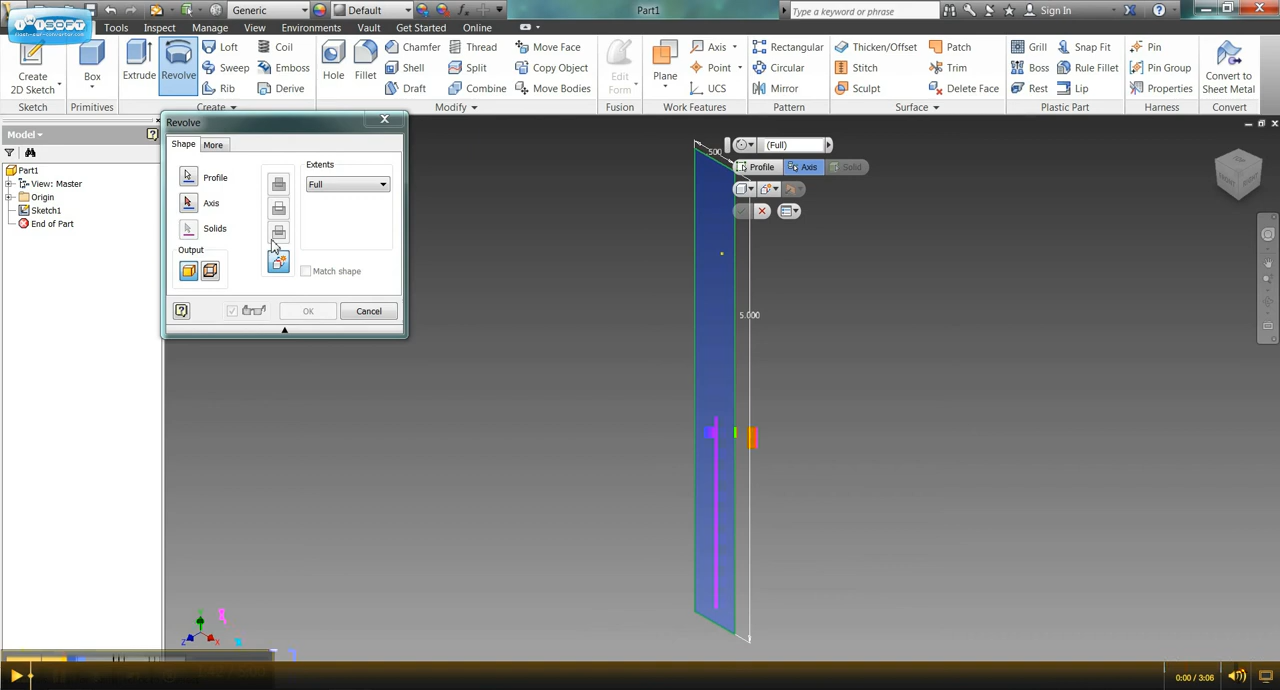 Generic
Default
Part1
Type a keyword or phrase
Sign In
WiSOFT
Tools Inspect Manage View Environments Vault Get Started Online
Create
2D Sketch
Box
Extrude
Revolve
Loft
Sweep
Rib
Coil
Emboss
Derive
Hole
Fillet
Chamfer
Shell
Draft
Thread
Split
Combine
Move Face
Copy Object
Move Bodies
Edit
Form
Plane
Axis
Point
UCS
Rectangular
Circular
Mirror
Thicken/Offset
Stitch
Sculpt
Patch
Trim
Delete Face
Grill
Boss
Rest
Snap Fit
Rule Fillet
Lip
Pin
Pin Group
Properties
Convert to
Sheet Metal
Sketch Primitives Create Modify Fusion Work Features Pattern Surface Plastic Part Harness Convert
Model
Part1
View: Master
Origin
Sketch1
End of Part
Revolve
Shape More
Profile
Axis
Solids
Output
Extents
Full
Match shape
OK Cancel
.500
(Full)
Profile Axis Solid
5.000
FRONT RIGHT
0:00 / 3:06